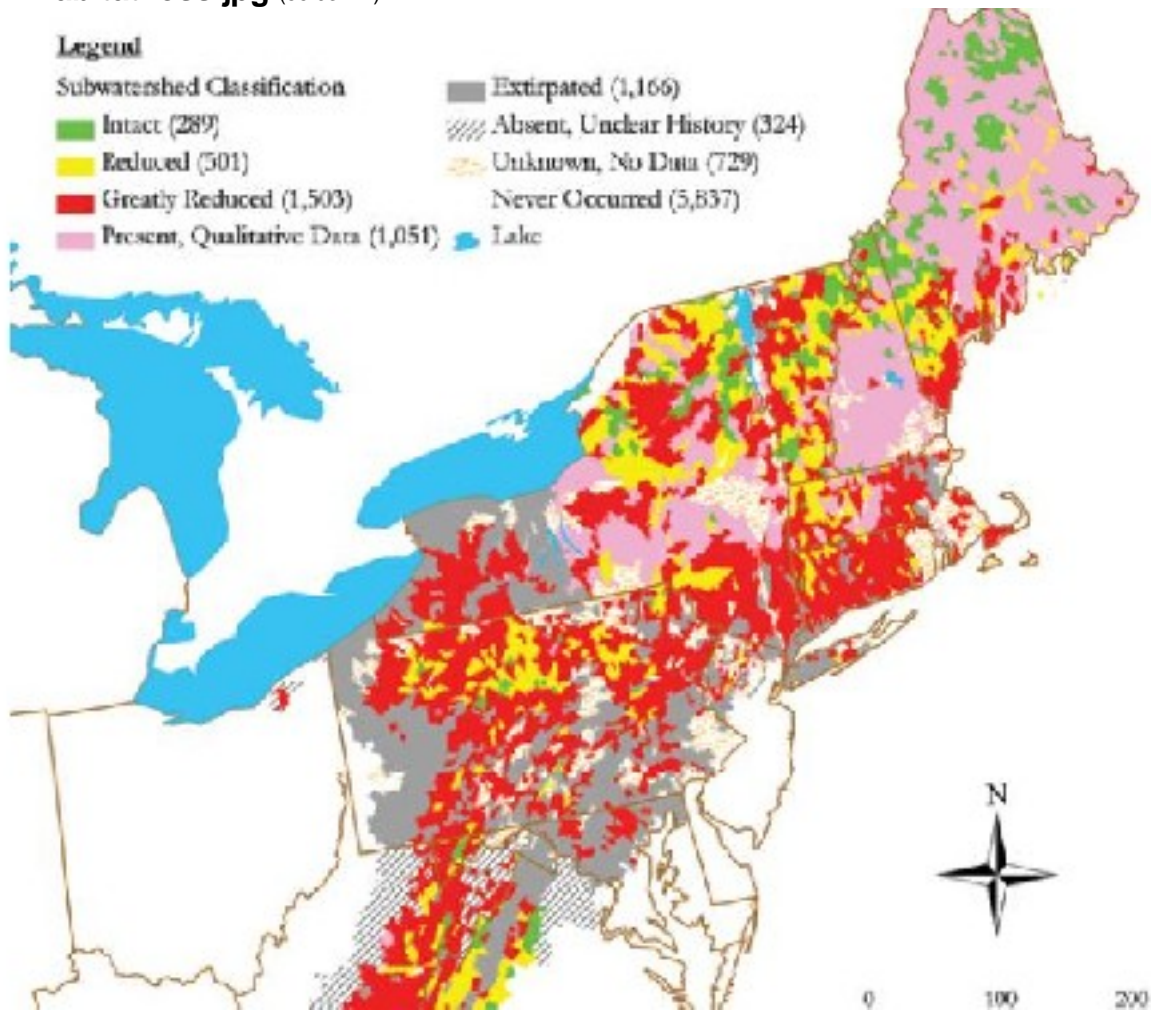 Legend
Subwatershed Classification
Intact (289)
Reduced (501)
Greatly Reduced (1,503)
Present, Qualitative Data (1,051)
Extirpated (1,166)
Absent, Unclear History (324)
Unknown, No Data (729)
Never Occurred (5,837)
Lake
N
0 100 200